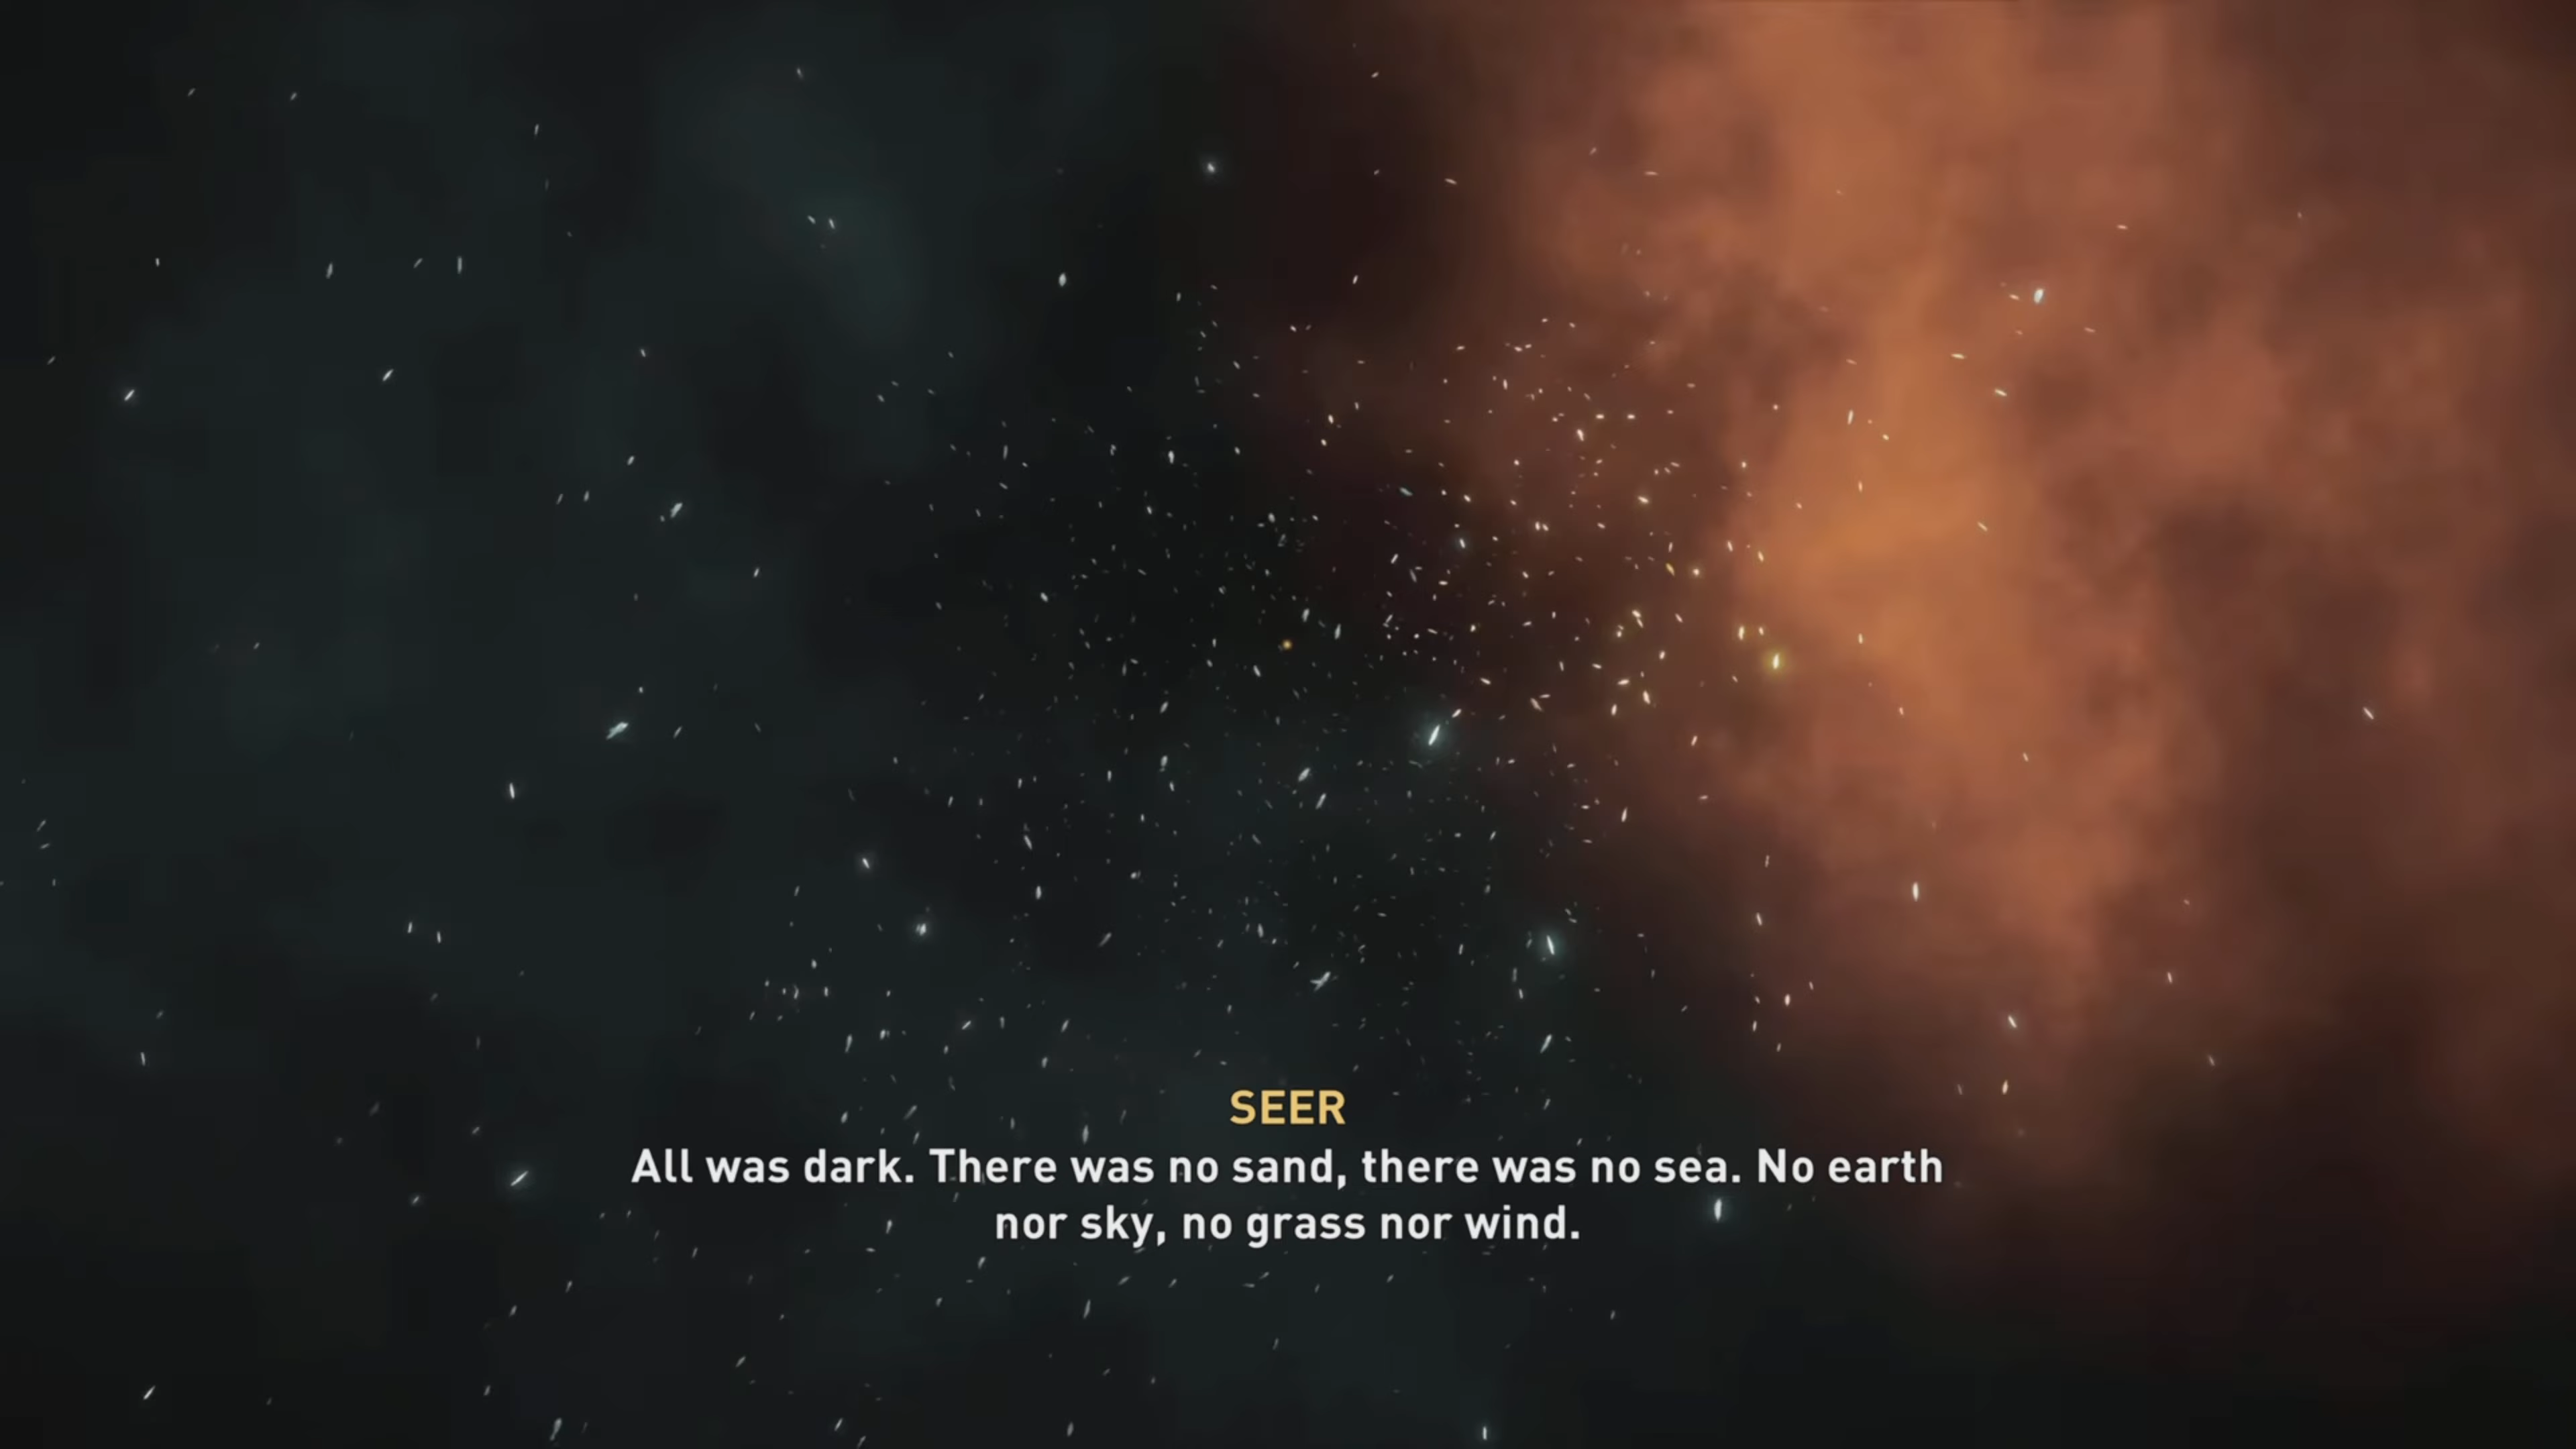 SEER
All was dark. There was no sand, there was no sea. No earth
nor sky, no grass nor wind.